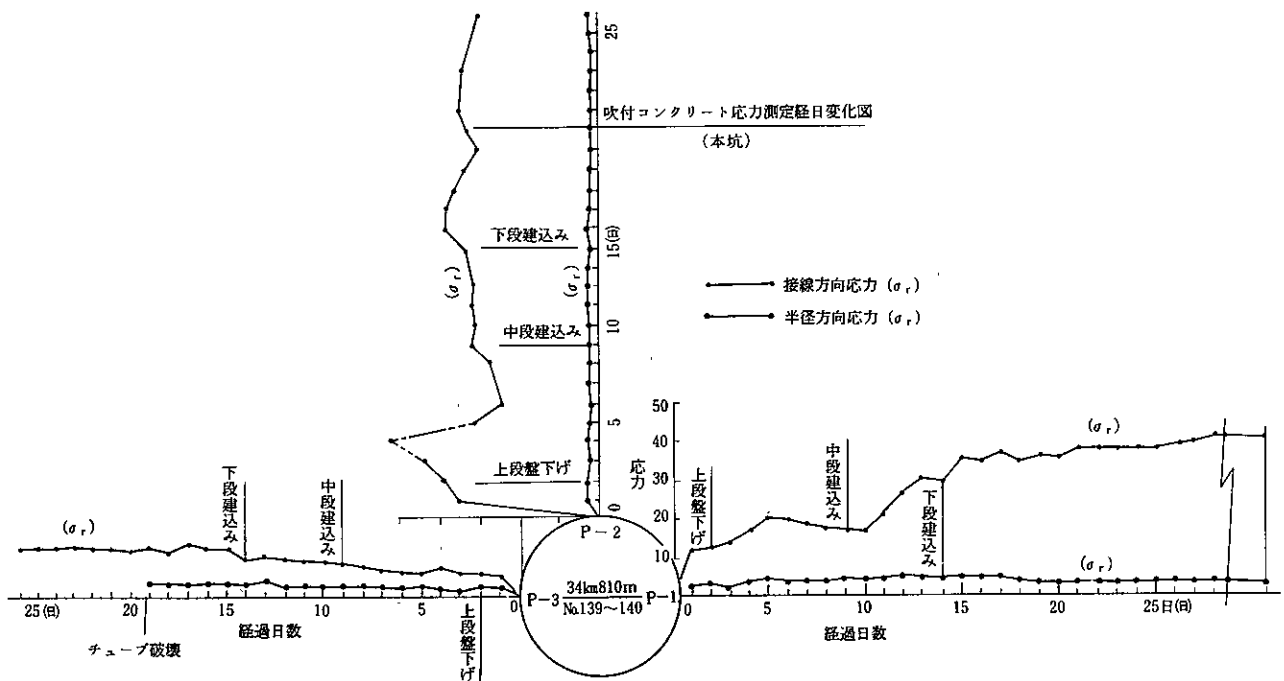 吹付コンクリート応力測定経日変化図
(本坑)
接線方向応力 (σr)
半径方向応力 (σr)
25
15(日)
10
5
0
(σr)
(σr)
下段建込み
中段建込み
上段盤下げ
P-2
応力
50
40
30
20
10
上段盤下げ
中段建込み
下段建込み
(σr)
0 5 10 15 20 25日(日)
経過日数
P-1
34km810m
No.139～140
P-3
下段建込み
中段建込み
上段盤下げ
(σr)
25(日) 20 15 10 5 0
経過日数
チューブ破壊